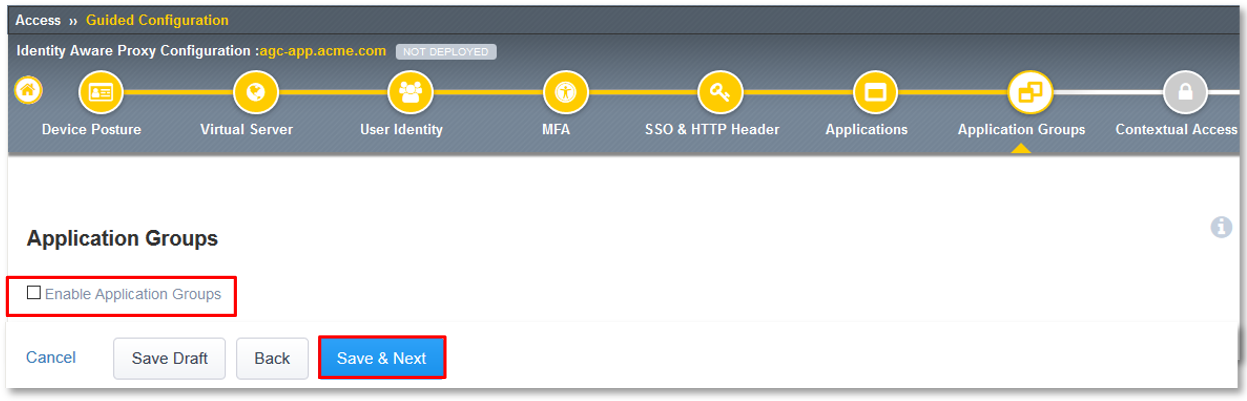 Access ›› Guided Configuration
Identity Aware Proxy Configuration :agc-app.acme.com NOT DEPLOYED
Device Posture Virtual Server User Identity MFA SSO & HTTP Header Applications Application Groups Contextual Access
Application Groups
Enable Application Groups
Cancel Save Draft Back Save & Next